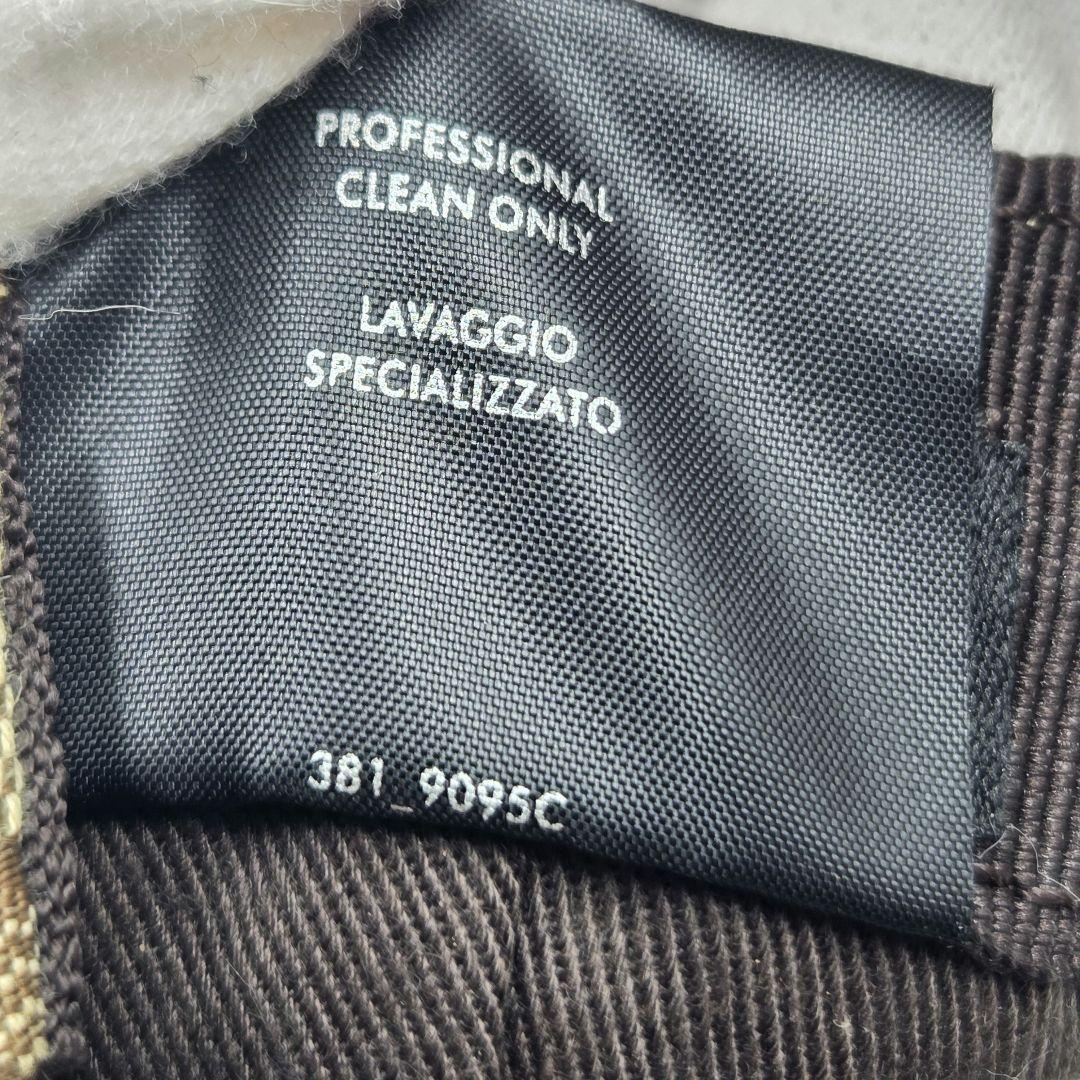 PROFESSIONAL
CLEAN ONLY
LAVAGGIO
SPECIALIZZATO
381_9095C